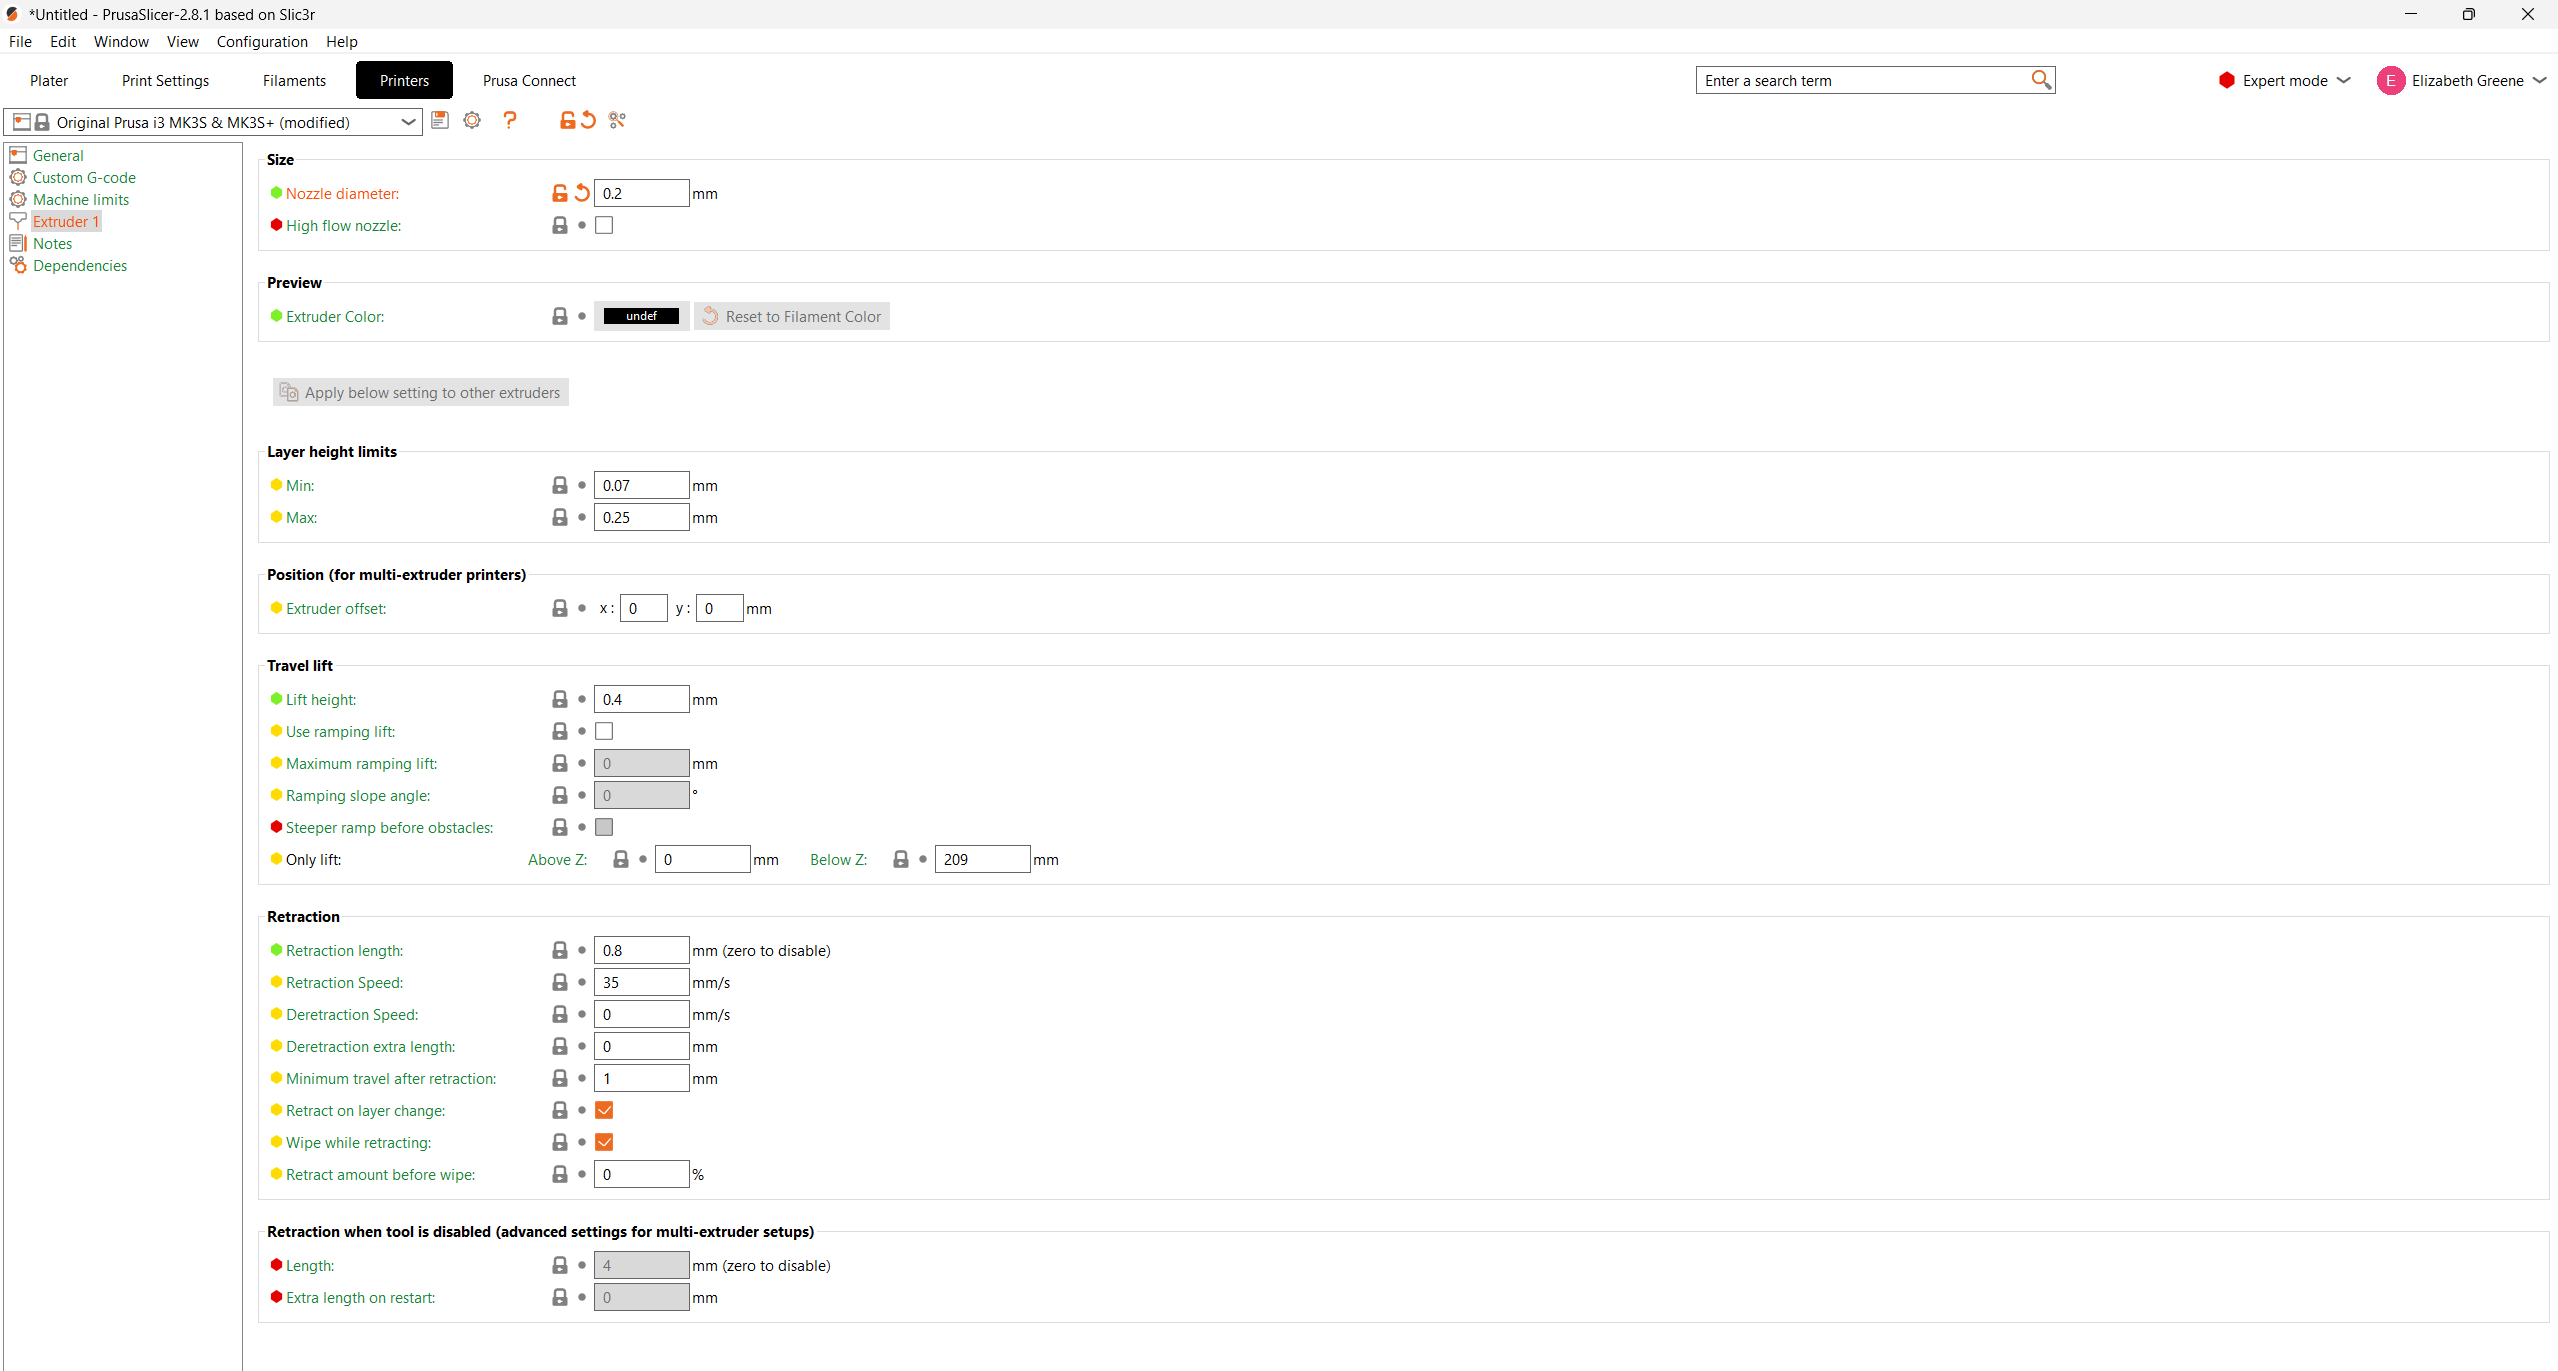 *Untitled - PrusaSlicer-2.8.1 based on Slic3r
File Edit Window View Configuration Help
Plater Print Settings Filaments Printers Prusa Connect Enter a search term Expert mode E Elizabeth Greene
Original Prusa i3 MK3S & MK3S+ (modified) ?
General
Custom G-code
Machine limits
Extruder 1
Notes
Dependencies
Size
Nozzle diameter: 0.2 mm
High flow nozzle:
Preview
Extruder Color: undef Reset to Filament Color
Apply below setting to other extruders
Layer height limits
Min: 0.07 mm
Max: 0.25 mm
Position (for multi-extruder printers)
Extruder offset: x: 0 y: 0 mm
Travel lift
Lift height: 0.4 mm
Use ramping lift:
Maximum ramping lift: 0 mm
Ramping slope angle: 0 °
Steeper ramp before obstacles:
Only lift: Above Z: 0 mm Below Z: 209 mm
Retraction
Retraction length: 0.8 mm (zero to disable)
Retraction Speed: 35 mm/s
Deretraction Speed: 0 mm/s
Deretraction extra length: 0 mm
Minimum travel after retraction: 1 mm
Retract on layer change:
Wipe while retracting:
Retract amount before wipe: 0 %
Retraction when tool is disabled (advanced settings for multi-extruder setups)
Length: 4 mm (zero to disable)
Extra length on restart: 0 mm